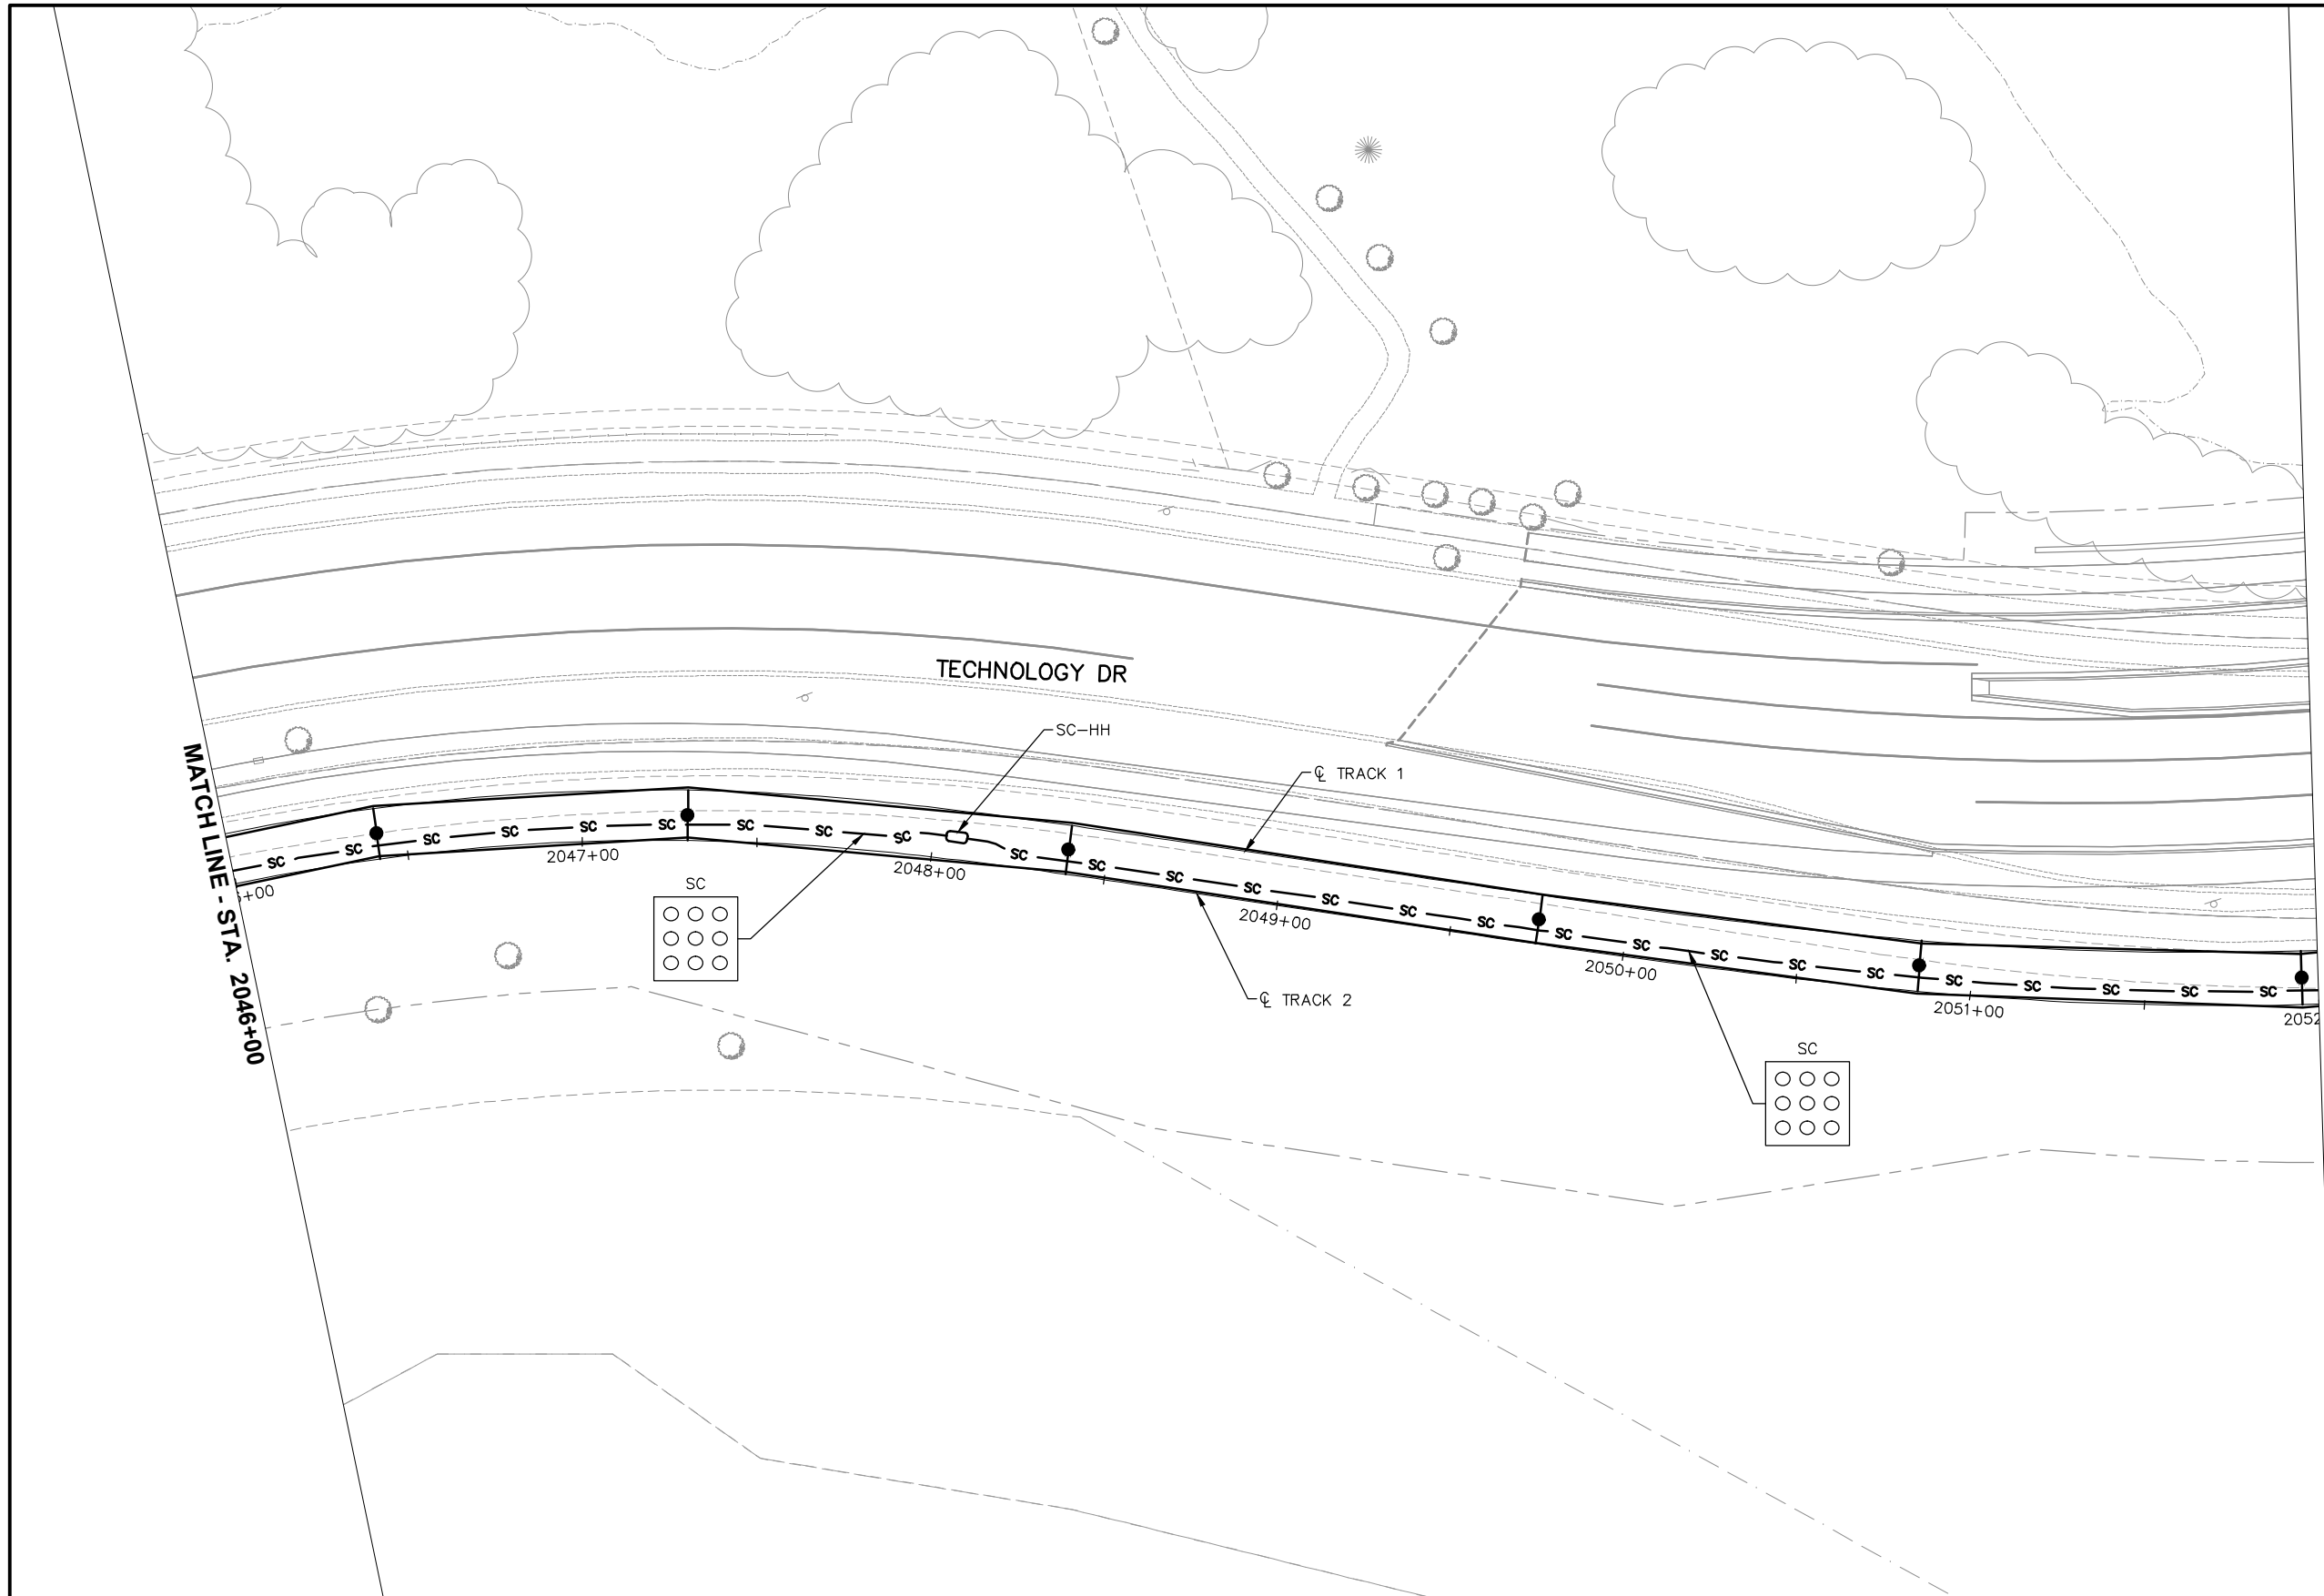 TECHNOLOGY DR
SC-HH
℄ TRACK 1
MATCH LINE - STA. 2046+00
SC SC SC SC SC SC SC SC SC SC SC SC SC SC SC SC SC SC SC SC SC SC SC SC SC SC
+00
2047+00
2048+00
2049+00
2050+00
2051+00
2052
SC
℄ TRACK 2
SC